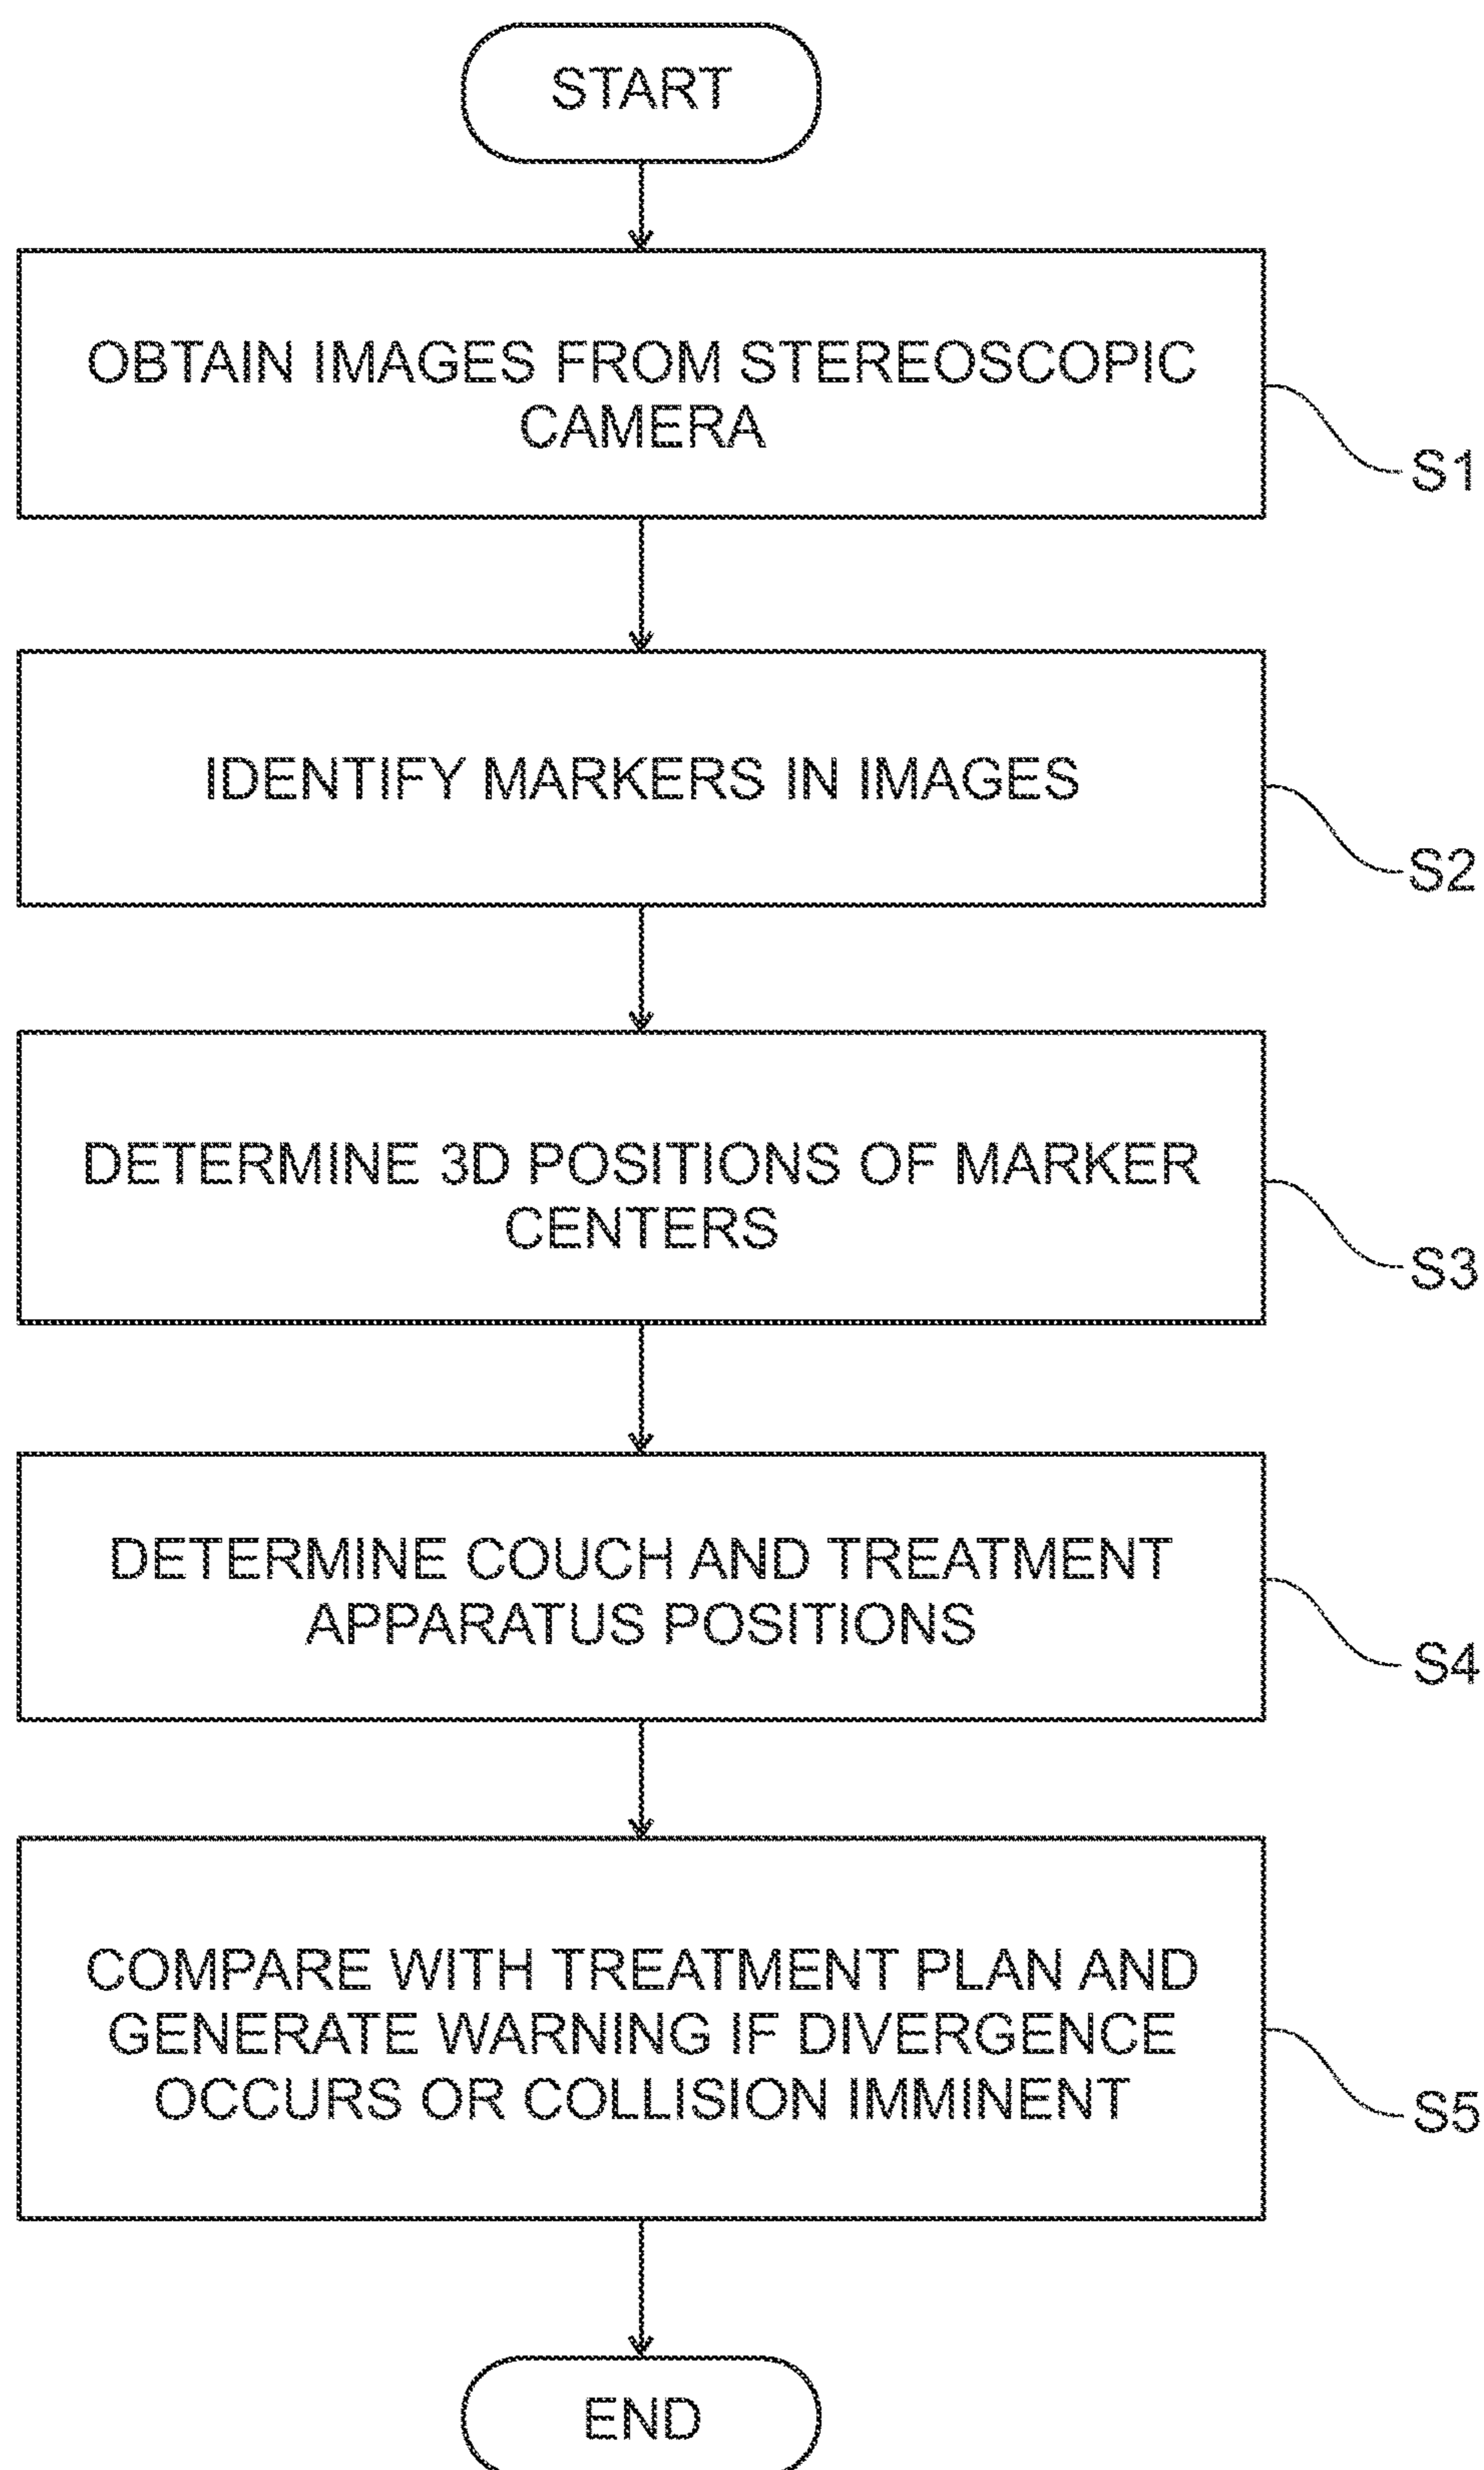 START
OBTAIN IMAGES FROM STEREOSCOPIC
CAMERA
S1
IDENTIFY MARKERS IN IMAGES
S2
DETERMINE 3D POSITIONS OF MARKER
CENTERS
S3
DETERMINE COUCH AND TREATMENT
APPARATUS POSITIONS
S4
COMPARE WITH TREATMENT PLAN AND
GENERATE WARNING IF DIVERGENCE
OCCURS OR COLLISION IMMINENT
S5
END